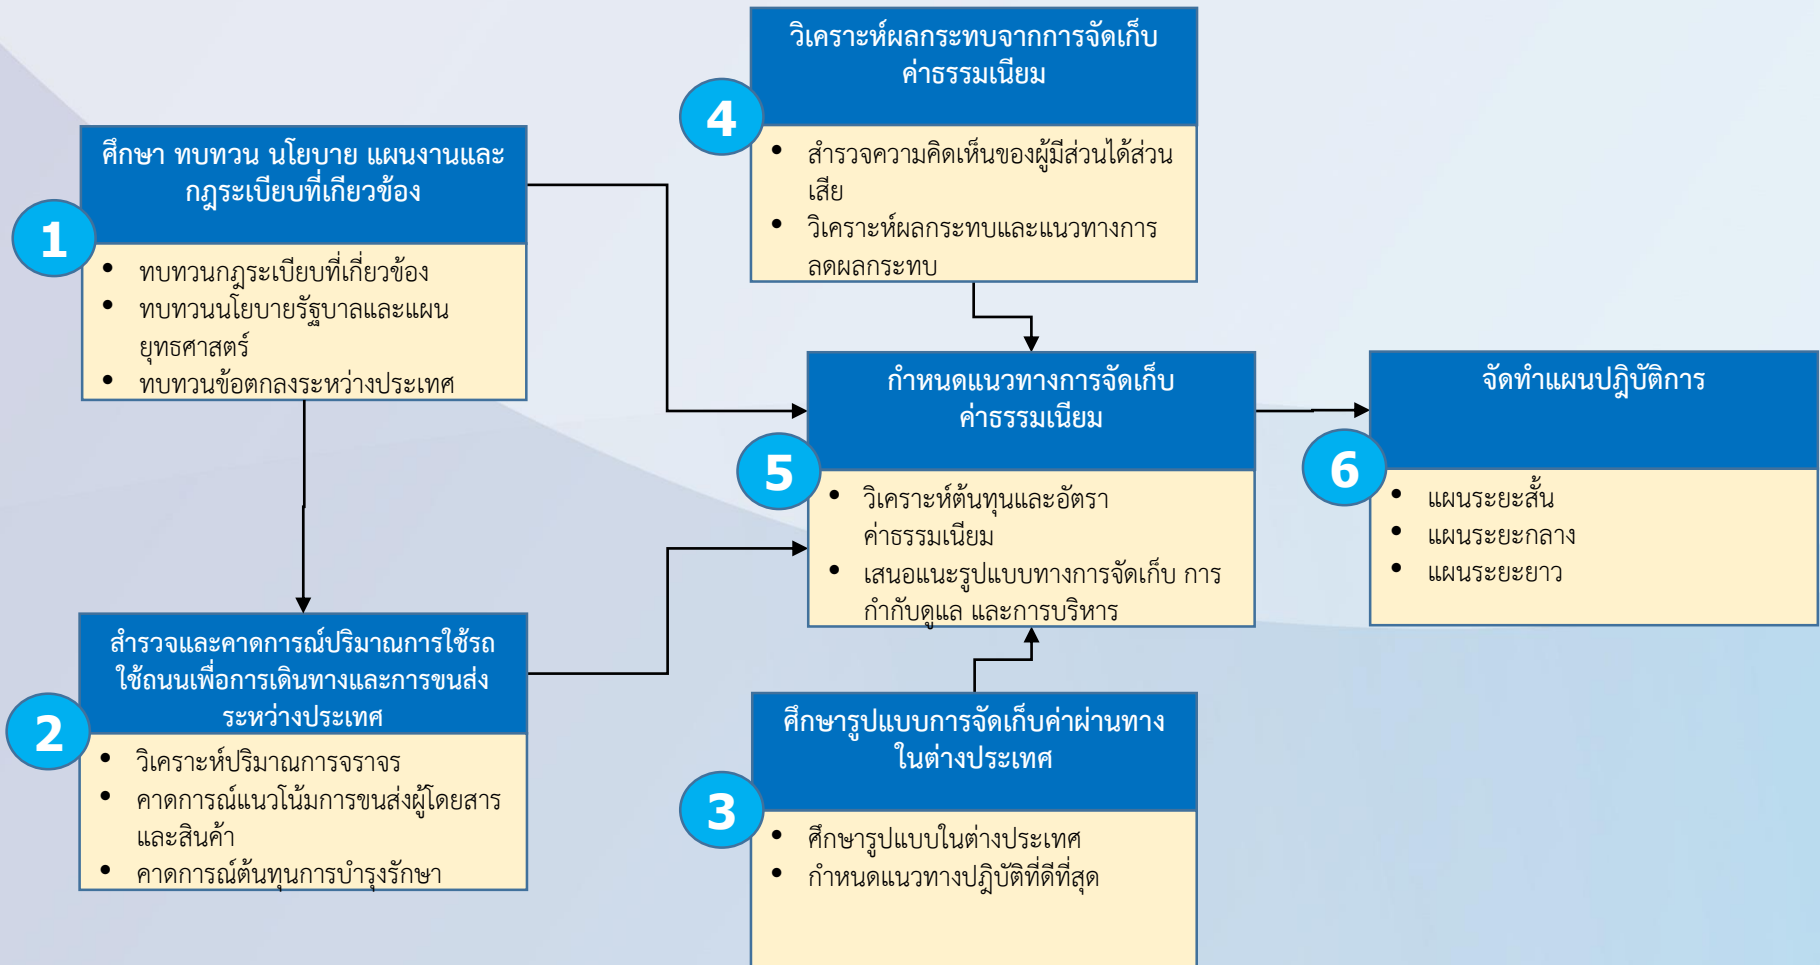 1
ศึกษา ทบทวน นโยบาย แผนงานและ
กฎระเบียบที่เกียวข้อง
• ทบทวนกฎระเบียบที่เกี่ยวข้อง
• ทบทวนนโยบายรัฐบาลและแผน
ยุทธศาสตร์
• ทบทวนข้อตกลงระหว่างประเทศ
2
สำรวจและคาดการณ์ปริมาณการใช้รถ
ใช้ถนนเพื่อการเดินทางและการขนส่ง
ระหว่างประเทศ
• วิเคราะห์ปริมาณการจราจร
• คาดการณ์แนวโน้มการขนส่งผู้โดยสาร
และสินค้า
• คาดการณ์ต้นทุนการบำรุงรักษา
3
ศึกษารูปแบบการจัดเก็บค่าผ่านทาง
ในต่างประเทศ
• ศึกษารูปแบบในต่างประเทศ
• กำหนดแนวทางปฏิบัติที่ดีที่สุด
4
วิเคราะห์ผลกระทบจากการจัดเก็บ
ค่าธรรมเนียม
• สำรวจความคิดเห็นของผู้มีส่วนได้ส่วน
เสีย
• วิเคราะห์ผลกระทบและแนวทางการ
ลดผลกระทบ
5
กำหนดแนวทางการจัดเก็บ
ค่าธรรมเนียม
• วิเคราะห์ต้นทุนและอัตรา
ค่าธรรมเนียม
• เสนอแนะรูปแบบทางการจัดเก็บ การ
กำกับดูแล และการบริหาร
6
จัดทำแผนปฏิบัติการ
• แผนระยะสั้น
• แผนระยะกลาง
• แผนระยะยาว